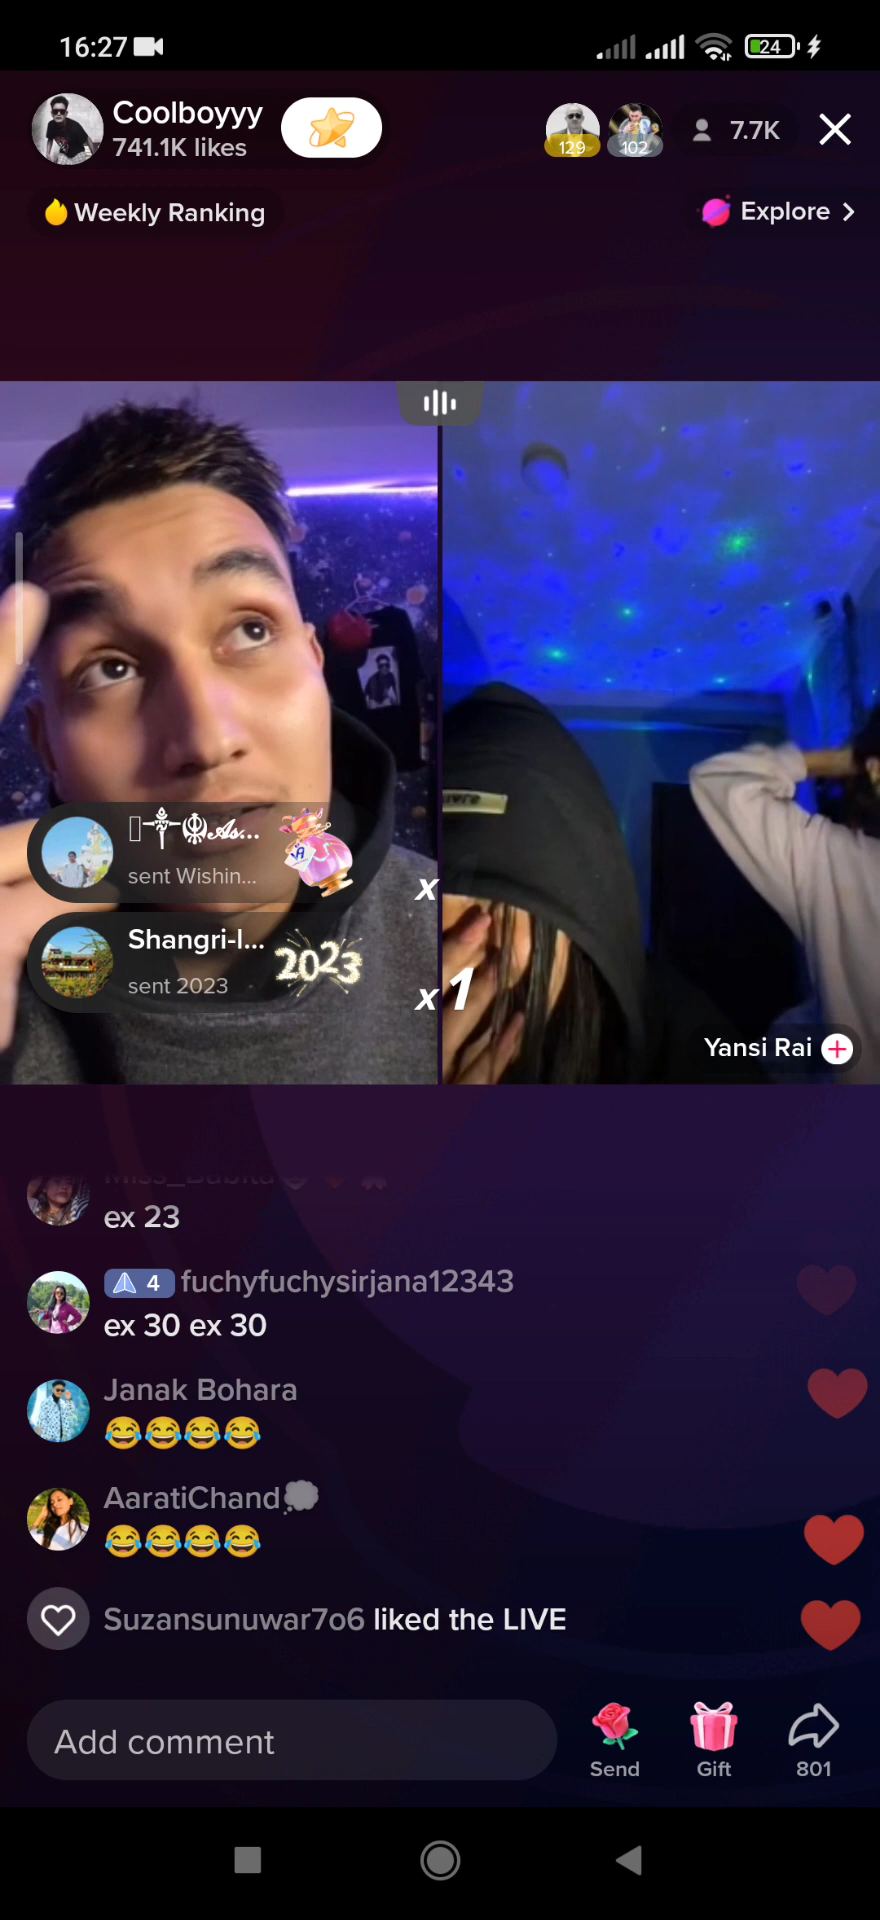 16:27
24
Coolboyyy
741.1K likes
129
102
7.7K
Weekly Ranking
Explore
sent Wishin...
x
Shangri-l...
sent 2023
2023
x 1
Yansi Rai
ex 23
4 fuchyfuchysirjana12343
ex 30 ex 30
Janak Bohara
😂😂😂😂
AaratiChand💭
😂😂😂😂
Suzansunuwar7o6 liked the LIVE
Add comment
Send
Gift
801